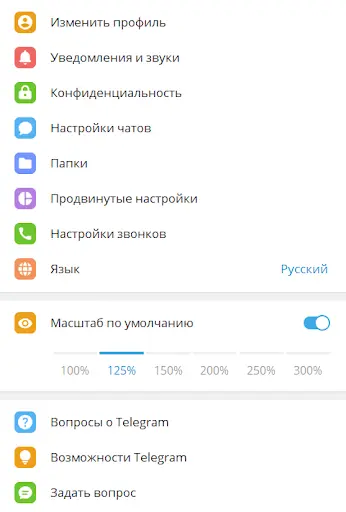 Изменить профиль
Уведомления и звуки
Конфиденциальность
Настройки чатов
Папки
Продвинутые настройки
Настройки звонков
Язык Русский
Масштаб по умолчанию
100% 125% 150% 200% 250% 300%
Вопросы о Telegram
Возможности Telegram
Задать вопрос